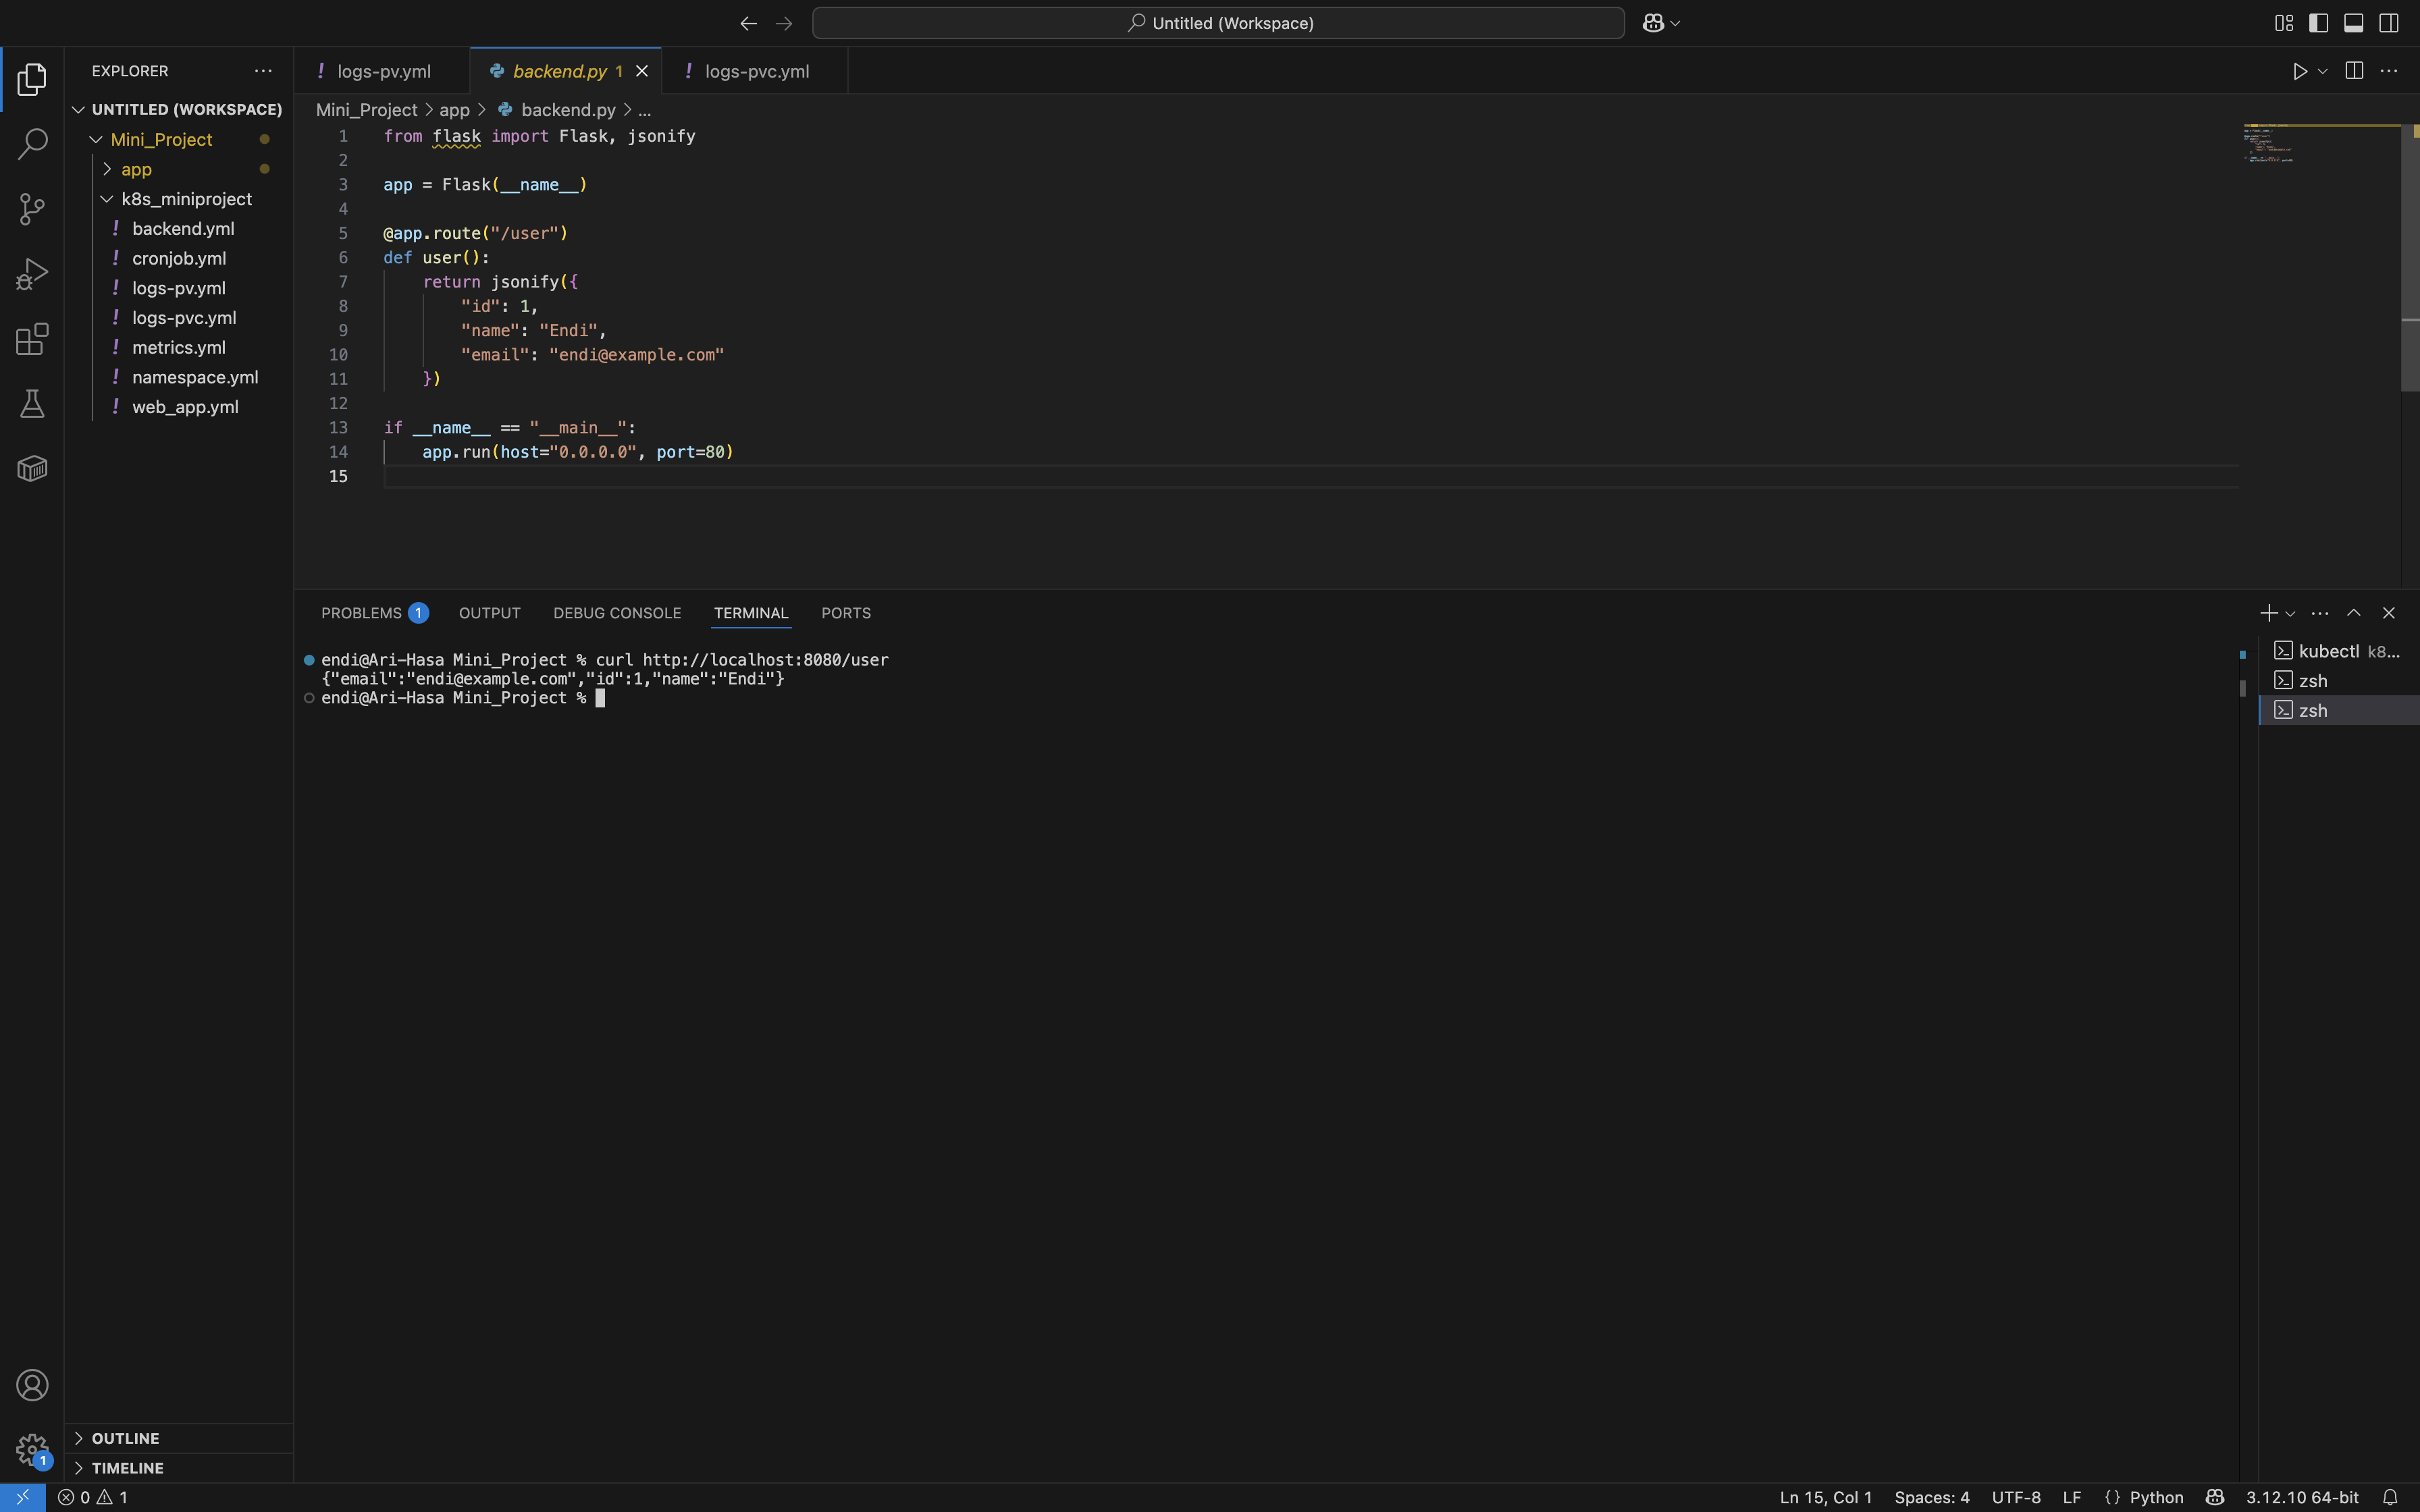 Untitled (Workspace)
EXPLORER
UNTITLED (WORKSPACE)
Mini_Project
app
k8s_miniproject
backend.yml
cronjob.yml
logs-pv.yml
logs-pvc.yml
metrics.yml
namespace.yml
web_app.yml
OUTLINE
TIMELINE
logs-pv.yml
backend.py 1
logs-pvc.yml
Mini_Project > app > backend.py > ...
1 from flask import Flask, jsonify
2
3 app = Flask(__name__)
4
5 @app.route("/user")
6 def user():
7 return jsonify({
8 "id": 1,
9 "name": "Endi",
10 "email": "endi@example.com"
11 })
12
13 if __name__ == "__main__":
14 app.run(host="0.0.0.0", port=80)
15
PROBLEMS 1 OUTPUT DEBUG CONSOLE TERMINAL PORTS
endi@Ari-Hasa Mini_Project % curl http://localhost:8080/user
{"email":"endi@example.com","id":1,"name":"Endi"}
endi@Ari-Hasa Mini_Project %
kubectl k8...
zsh
zsh
1
0 1
Ln 15, Col 1 Spaces: 4 UTF-8 LF {} Python 3.12.10 64-bit